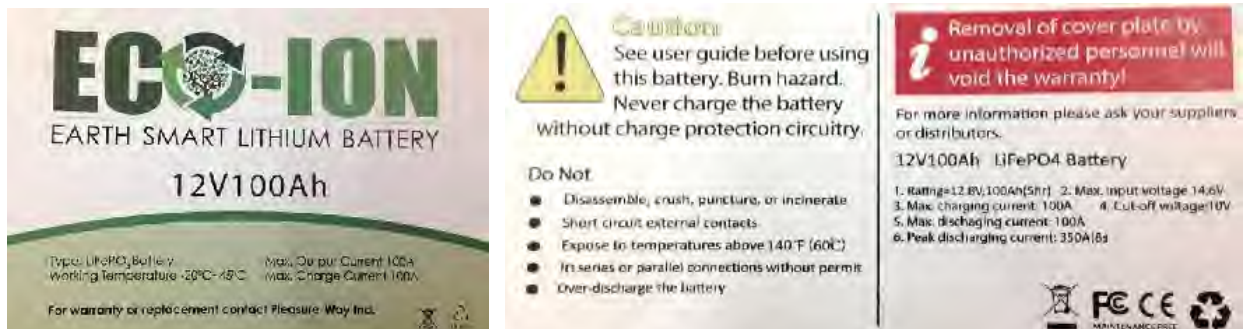 ECO-ION
EARTH SMART LITHIUM BATTERY
12V100Ah
Type: LiFePO4 Battery Max. Output Current 100A
Working Temperature -20°C~45°C Max. Charge Current 100A
For warranty or replacement contact Pleasure-Way Ind.
Caution
See user guide before using
this battery. Burn hazard.
Never charge the battery
without charge protection circuitry.
Do Not
Disassemble, crush, puncture, or incinerate
Short circuit external contacts
Expose to temperatures above 140°F (60C)
In series or parallel connections without permit
Over-discharge the battery
i
Removal of cover plate by
unauthorized personnel will
void the warranty!
For more information please ask your suppliers
or distributors.
12V100Ah LiFePO4 Battery
1. Rating=12.8V,100Ah(5hr) 2. Max. Input voltage 14.6V
3. Max. charging current: 100A 4. Cut-off voltage:10V
5. Max. dischaging current: 100A
6. Peak discharging current: 350A
FC CE
MAINTENANCE FREE